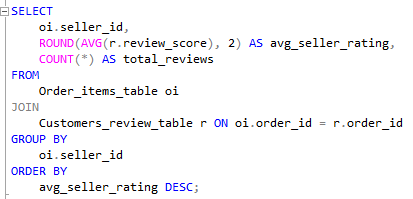 SELECT
oi.seller_id,
ROUND(AVG(r.review_score), 2) AS avg_seller_rating,
COUNT(*) AS total_reviews
FROM
Order_items_table oi
JOIN
Customers_review_table r ON oi.order_id = r.order_id
GROUP BY
oi.seller_id
ORDER BY
avg_seller_rating DESC;